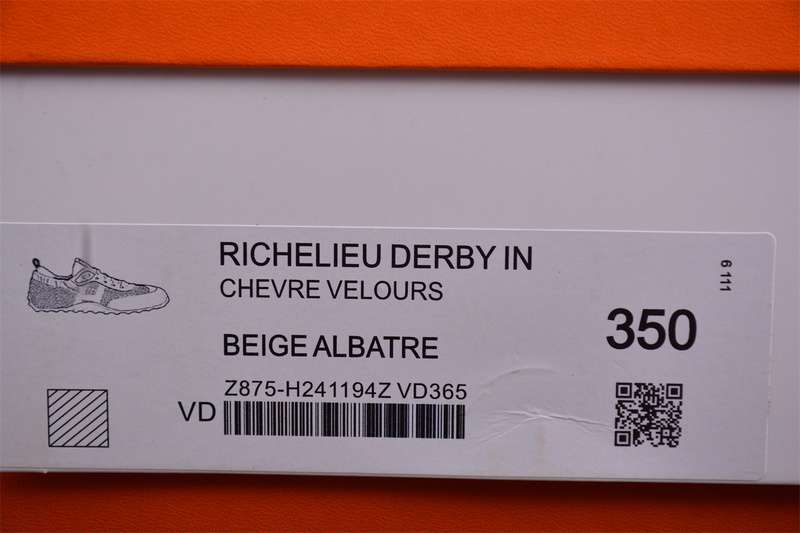 RICHELIEU DERBY IN
CHEVRE VELOURS
BEIGE ALBATRE
350
6 111
Z875-H241194Z VD365
VD